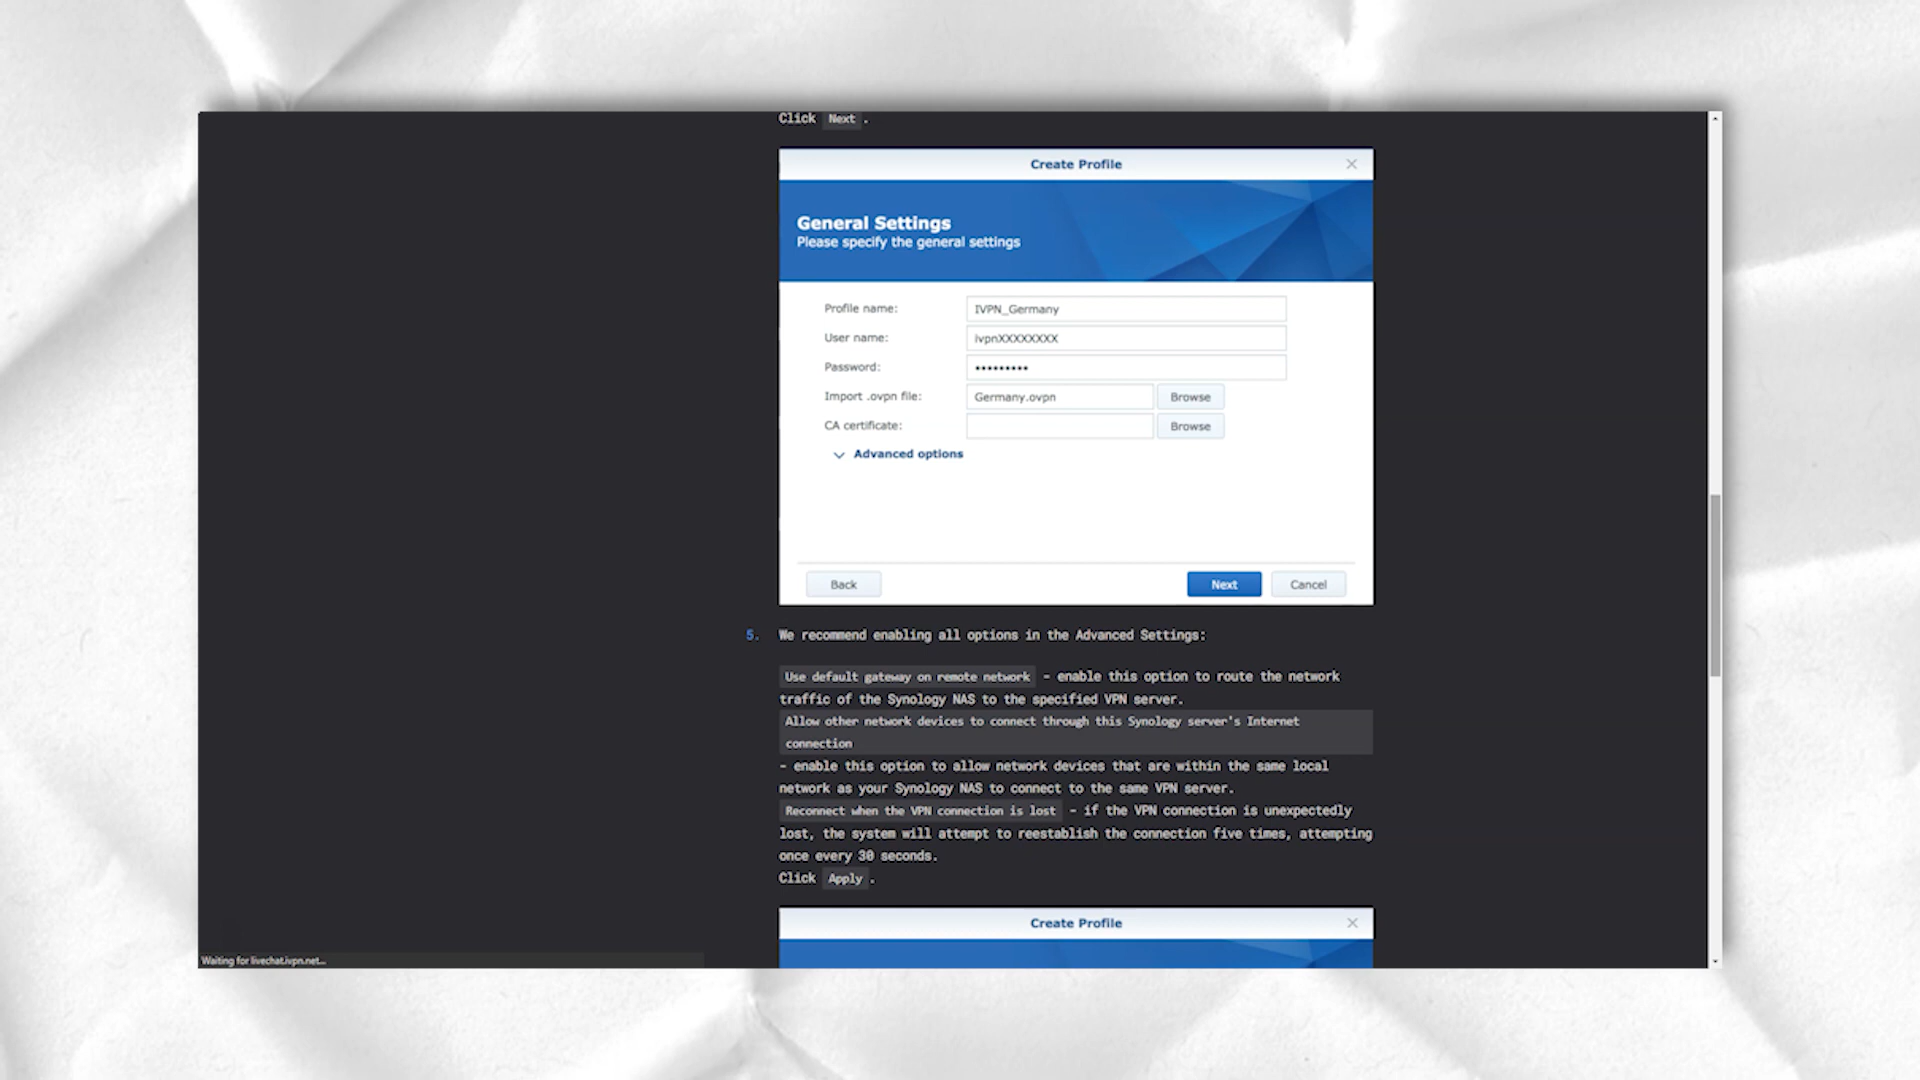 Click Next .
Create Profile
General Settings
Please specify the general settings
Profile name: IVPN_Germany
User name: ivpnXXXXXXXX
Password: •••••••••
Import .ovpn file: Germany.ovpn Browse
CA certificate: Browse
Advanced options
Back Next Cancel
5. We recommend enabling all options in the Advanced Settings:
Use default gateway on remote network - enable this option to route the network
traffic of the Synology NAS to the specified VPN server.
Allow other network devices to connect through this Synology server's Internet
connection
- enable this option to allow network devices that are within the same local
network as your Synology NAS to connect to the same VPN server.
Reconnect when the VPN connection is lost - if the VPN connection is unexpectedly
lost, the system will attempt to reestablish the connection five times, attempting
once every 30 seconds.
Click Apply .
Create Profile
Waiting for livechat.ivpn.net...